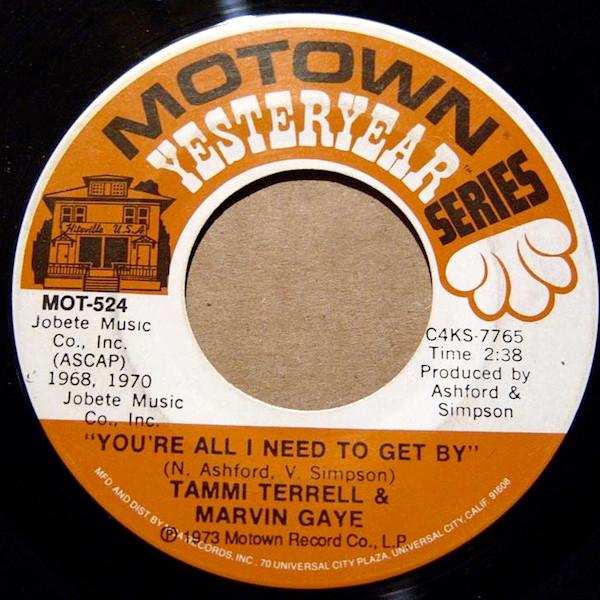 MOTOWN
YESTERYEAR™
SERIES
Hitsville U.S.A
MOT-524
Jobete Music
Co., Inc.
(ASCAP)
1968, 1970
Jobete Music
Co., Inc.
C4KS-7765
Time 2:38
Produced by
Ashford &
Simpson
"YOU'RE ALL I NEED TO GET BY"
(N. Ashford, V. Simpson)
TAMMI TERRELL &
MARVIN GAYE
Ⓟ1973 Motown Record Co., L.P.
MFD AND DIST BY RECORDS, INC., 70 UNIVERSAL CITY PLAZA, UNIVERSAL CITY, CALIF. 91608